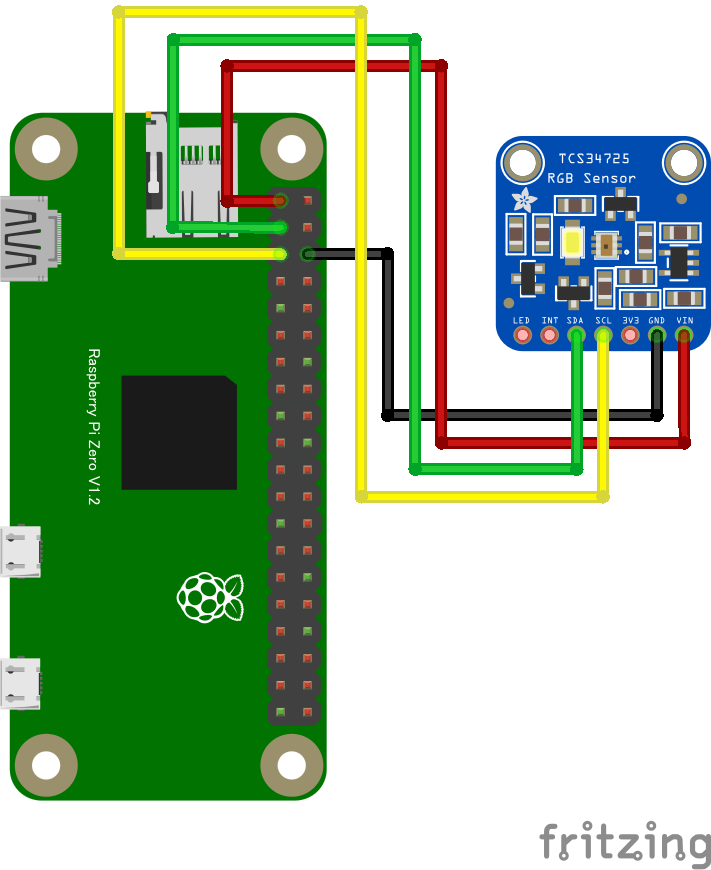 TCS34725
RGB Sensor
LED INT SDA SCL 3V3 GND VIN
Raspberry Pi Zero V1.2
fritzing